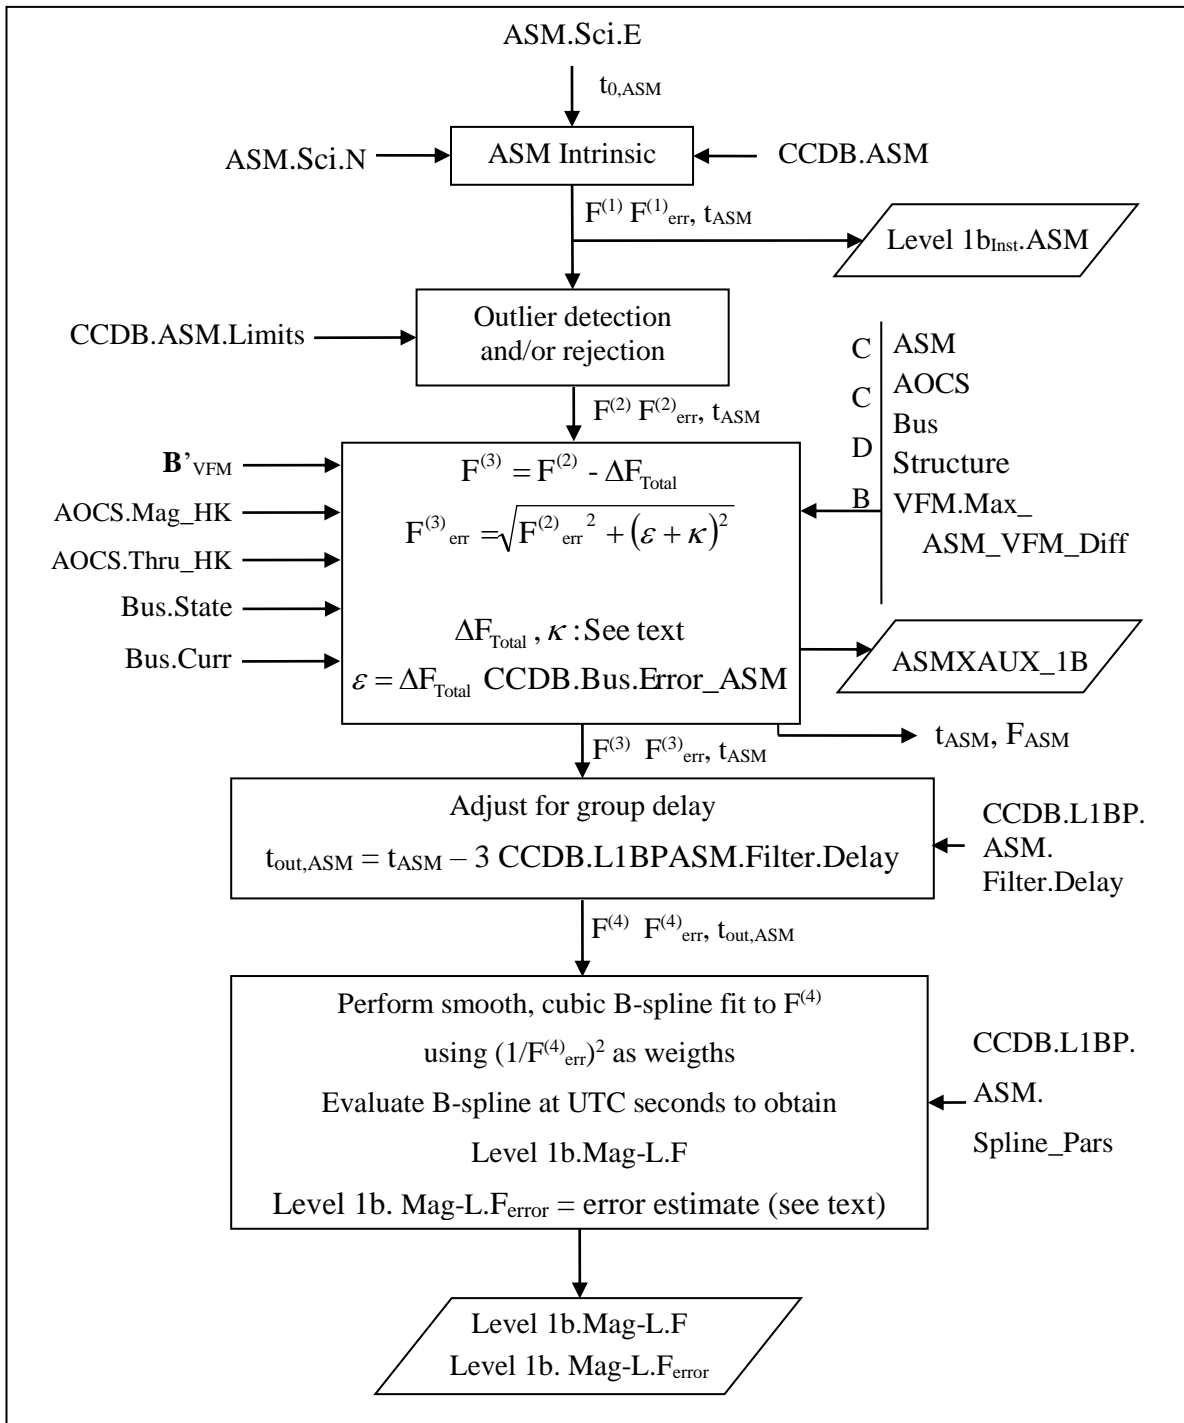 ASM.Sci.E
t0,ASM
ASM.Sci.N
ASM Intrinsic
CCDB.ASM
F(1) F(1)err, tASM
Level 1bInst.ASM
CCDB.ASM.Limits
Outlier detection
and/or rejection
F(2) F(2)err, tASM
C
C
D
B
ASM
AOCS
Bus
Structure
VFM.Max_
ASM_VFM_Diff
B’VFM
AOCS.Mag_HK
AOCS.Thru_HK
Bus.State
Bus.Curr
F(3) = F(2) - ΔFTotal
F(3)err = √(F(2)err² + (ε + κ)²)
ΔFTotal , κ : See text
ε = ΔFTotal CCDB.Bus.Error_ASM
ASMXAUX_1B
tASM, FASM
F(3) F(3)err, tASM
Adjust for group delay
tout,ASM = tASM – 3 CCDB.L1BPASM.Filter.Delay
CCDB.L1BP.
ASM.
Filter.Delay
F(4) F(4)err, tout,ASM
Perform smooth, cubic B-spline fit to F(4)
using (1/F(4)err)² as weigths
Evaluate B-spline at UTC seconds to obtain
Level 1b.Mag-L.F
Level 1b. Mag-L.Ferror = error estimate (see text)
CCDB.L1BP.
ASM.
Spline_Pars
Level 1b.Mag-L.F
Level 1b. Mag-L.Ferror